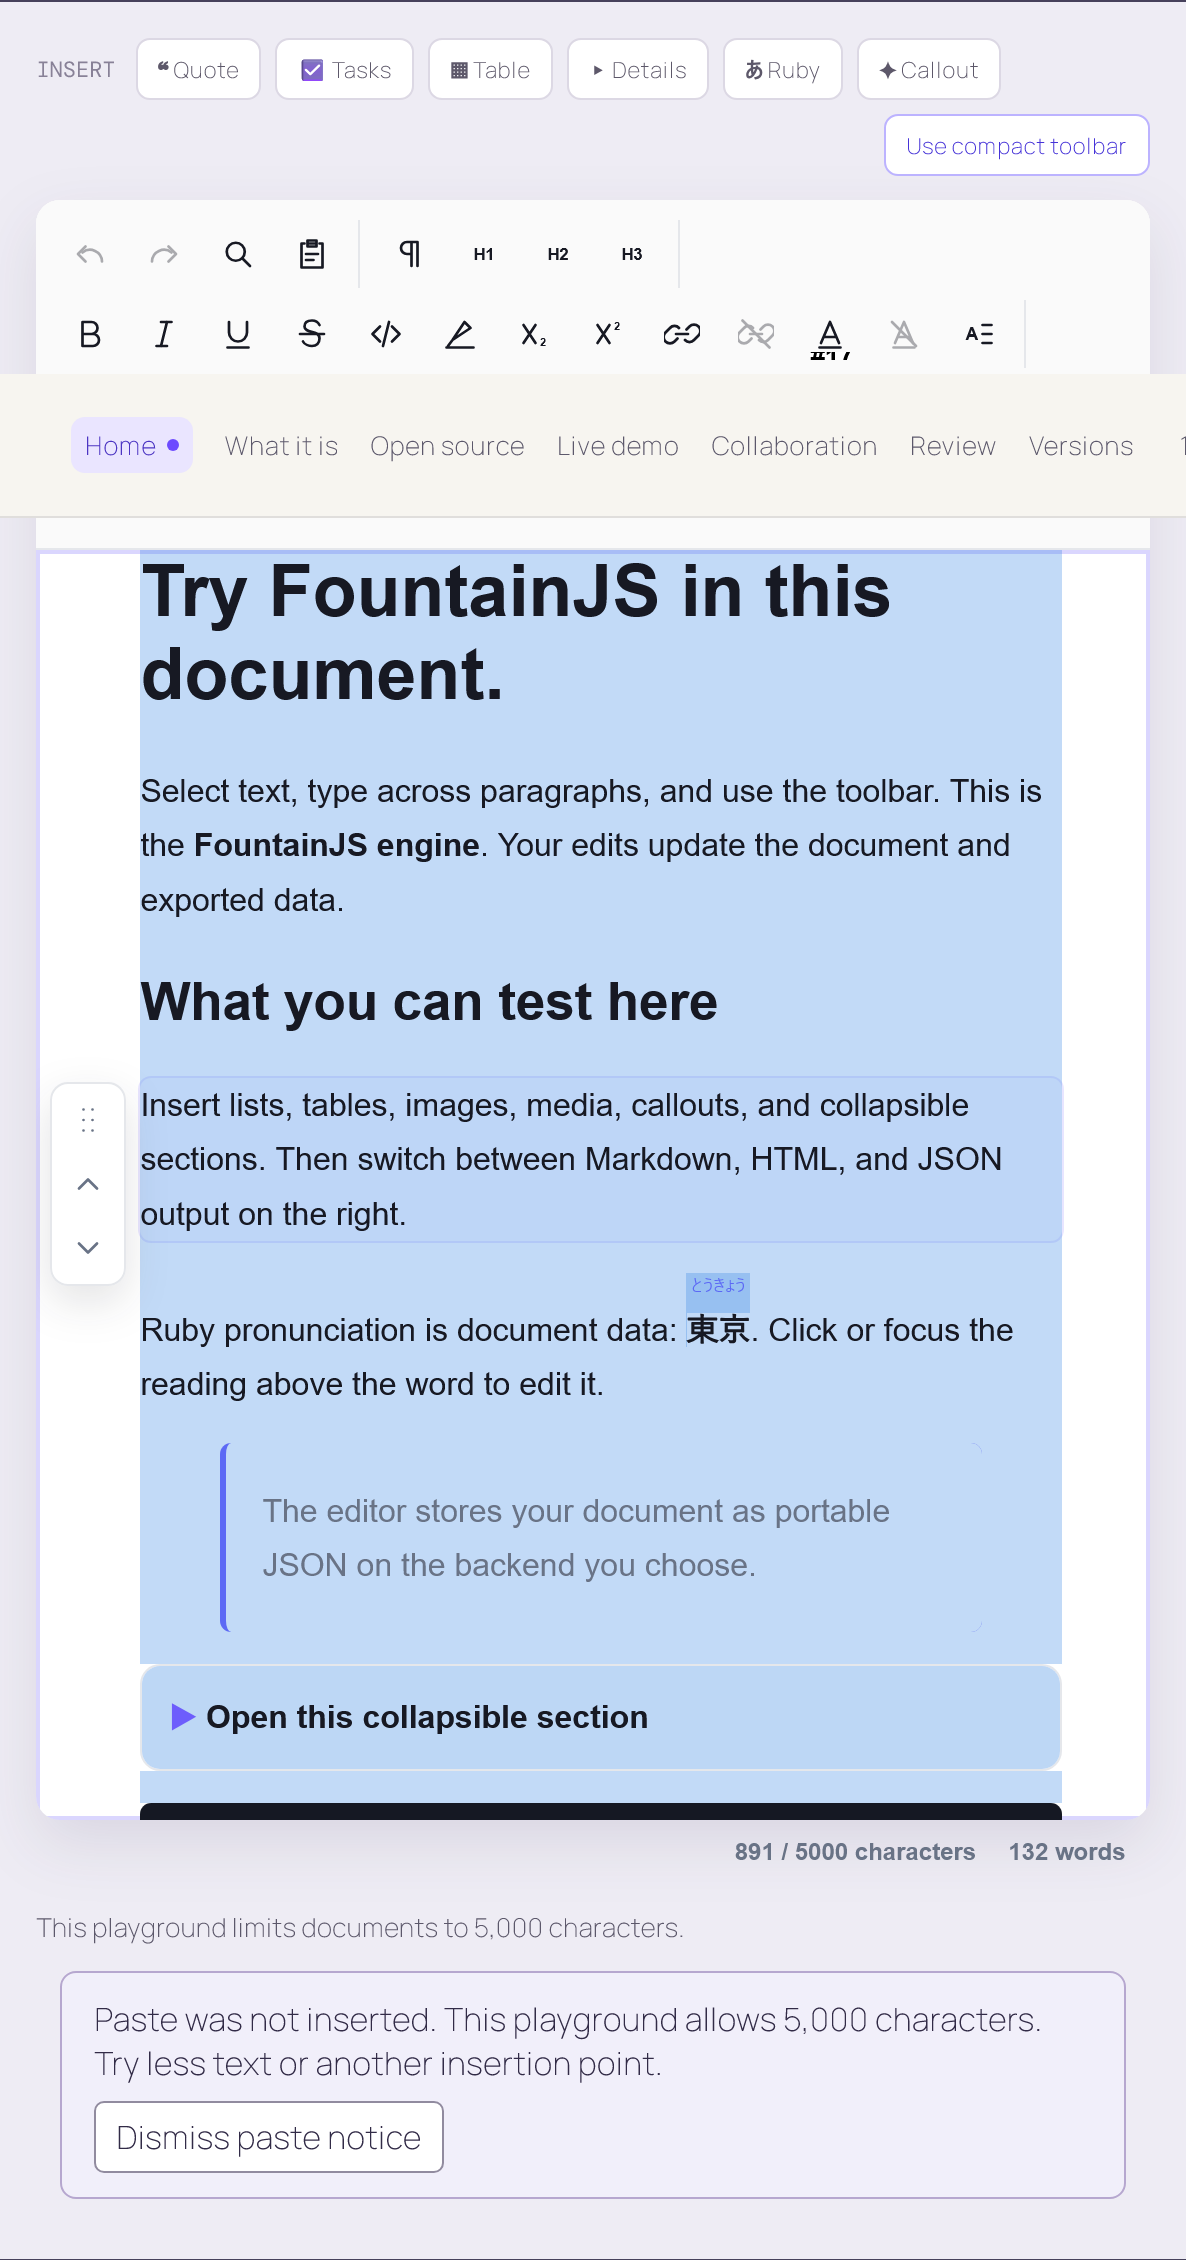 INSERT ❝ Quote ☑ Tasks ▦ Table ▸ Details あ Ruby ✦ Callout
Use compact toolbar
¶ H1 H2 H3
B I U S </> X₂ X² A A A
Home What it is Open source Live demo Collaboration Review Versions
Try FountainJS in this
document.
Select text, type across paragraphs, and use the toolbar. This is
the FountainJS engine. Your edits update the document and
exported data.
What you can test here
Insert lists, tables, images, media, callouts, and collapsible
sections. Then switch between Markdown, HTML, and JSON
output on the right.
とうきょう
Ruby pronunciation is document data: 東京. Click or focus the
reading above the word to edit it.
The editor stores your document as portable
JSON on the backend you choose.
Open this collapsible section
891 / 5000 characters 132 words
This playground limits documents to 5,000 characters.
Paste was not inserted. This playground allows 5,000 characters.
Try less text or another insertion point.
Dismiss paste notice